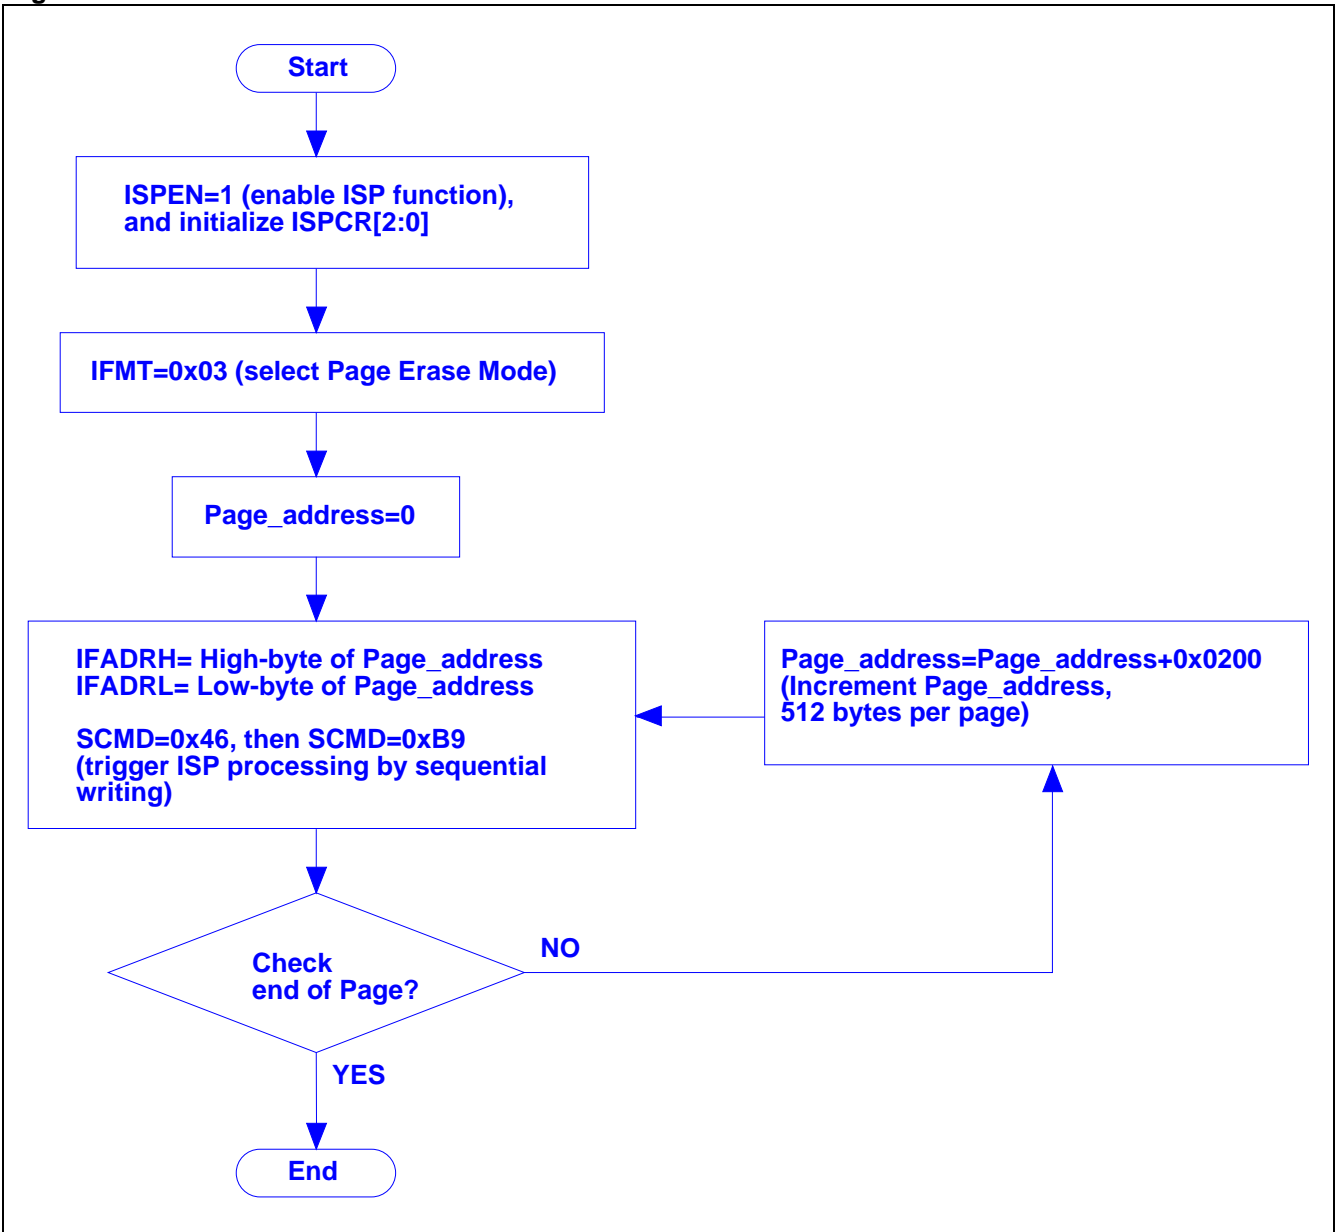 Start
ISPEN=1 (enable ISP function),
and initialize ISPCR[2:0]
IFMT=0x03 (select Page Erase Mode)
Page_address=0
IFADRH= High-byte of Page_address
IFADRL= Low-byte of Page_address
SCMD=0x46, then SCMD=0xB9
(trigger ISP processing by sequential
writing)
Page_address=Page_address+0x0200
(Increment Page_address,
512 bytes per page)
Check
end of Page?
NO
YES
End